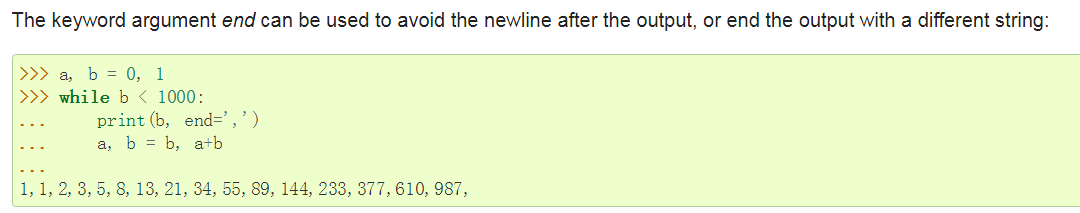 The keyword argument end can be used to avoid the newline after the output, or end the output with a different string:
>>> a, b = 0, 1
>>> while b < 1000:
...     print(b, end=',')
...     a, b = b, a+b
...
1,1,2,3,5,8,13,21,34,55,89,144,233,377,610,987,